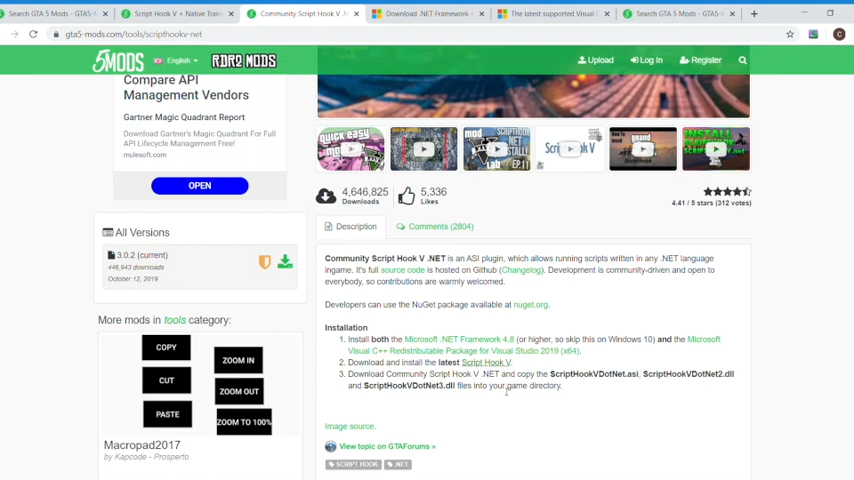 Search GTA 5 Mods - GTA5-M
Script Hook V + Native Train
Community Script Hook V .NET
Download .NET Framework 4
The latest supported Visual C
Search GTA 5 Mods - GTA5-M
gta5-mods.com/tools/scripthookv-net
5MODS
English
RDR2 MODS
Upload
Log In
Register
Compare API
Management Vendors
Gartner Magic Quadrant Report
Download Gartner's Magic Quadrant For Full
API Lifecycle Management Free!
mulesoft.com
OPEN
QUICK EASY
INSTALL
4,646,825
Downloads
5,336
Likes
4.41 / 5 stars (312 votes)
All Versions
3.0.2 (current)
446,943 downloads
October 12, 2019
Description
Comments (2804)
Community Script Hook V .NET is an ASI plugin, which allows running scripts written in any .NET language
ingame. It's full source code is hosted on Github (Changelog). Development is community-driven and open to
everybody, so contributions are warmly welcomed.
Developers can use the NuGet package available at nuget.org.
Installation
1. Install both the Microsoft .NET Framework 4.8 (or higher, so skip this on Windows 10) and the Microsoft
Visual C++ Redistributable Package for Visual Studio 2019 (x64).
2. Download and install the latest Script Hook V.
3. Download Community Script Hook V .NET and copy the ScriptHookVDotNet.asi, ScriptHookVDotNet2.dll
and ScriptHookVDotNet3.dll files into your game directory.
Image source.
View topic on GTAForums »
SCRIPT HOOK
.NET
More mods in tools category:
COPY
CUT
PASTE
ZOOM IN
ZOOM OUT
ZOOM TO 100%
Macropad2017
by Kapcode - Prosperto